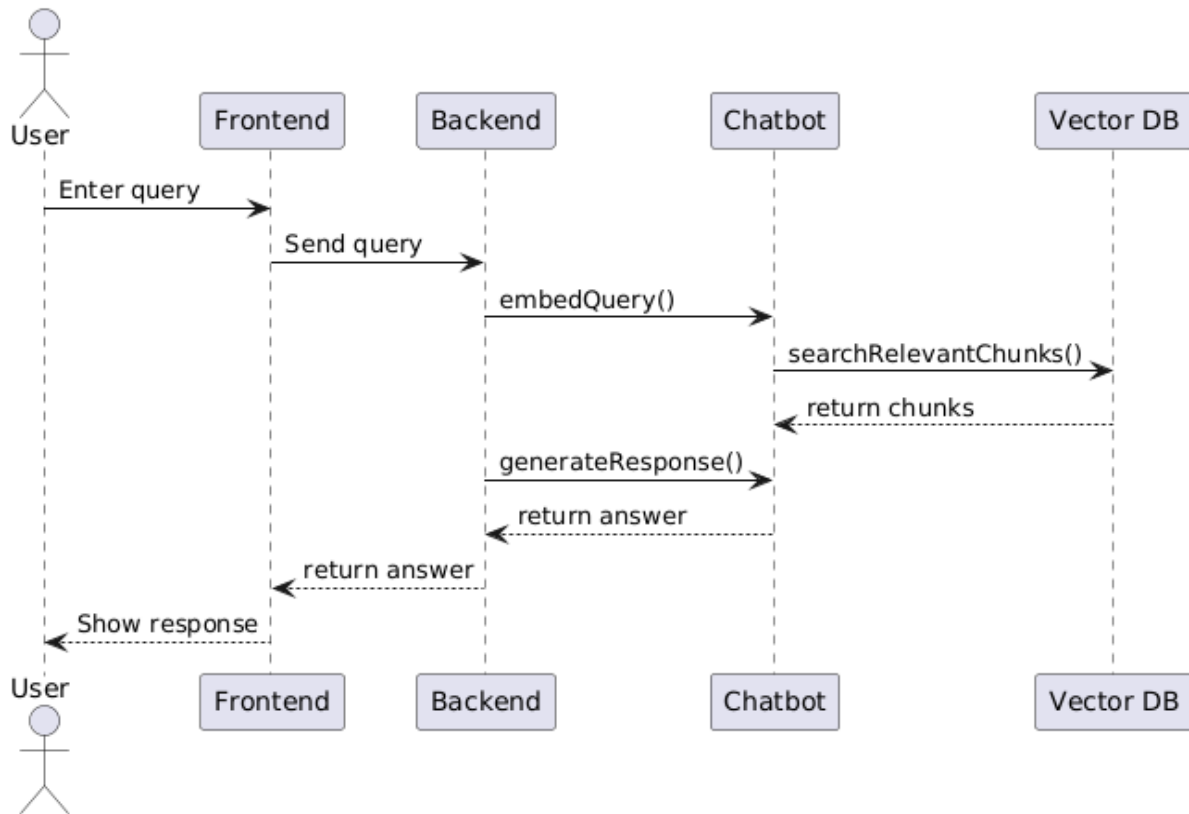 User
Frontend
Backend
Chatbot
Vector DB
Enter query
Send query
embedQuery()
searchRelevantChunks()
return chunks
generateResponse()
return answer
return answer
Show response
User
Frontend
Backend
Chatbot
Vector DB